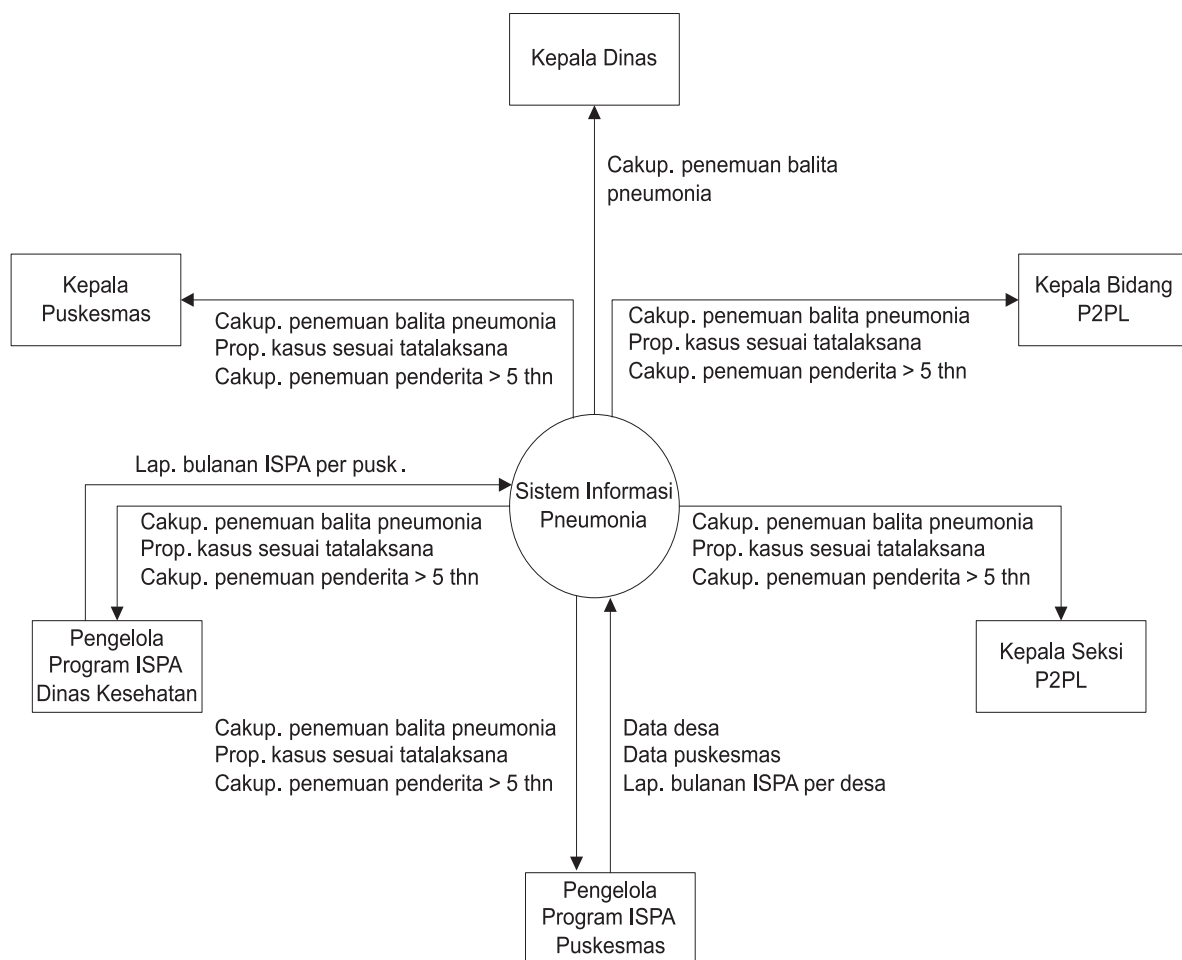 Kepala Dinas
Cakup. penemuan balita
pneumonia
Kepala
Puskesmas
Cakup. penemuan balita pneumonia
Prop. kasus sesuai tatalaksana
Cakup. penemuan penderita > 5 thn
Kepala Bidang
P2PL
Cakup. penemuan balita pneumonia
Prop. kasus sesuai tatalaksana
Cakup. penemuan penderita > 5 thn
Lap. bulanan ISPA per pusk.
Sistem Informasi
Pneumonia
Cakup. penemuan balita pneumonia
Prop. kasus sesuai tatalaksana
Cakup. penemuan penderita > 5 thn
Cakup. penemuan balita pneumonia
Prop. kasus sesuai tatalaksana
Cakup. penemuan penderita > 5 thn
Pengelola
Program ISPA
Dinas Kesehatan
Kepala Seksi
P2PL
Cakup. penemuan balita pneumonia
Prop. kasus sesuai tatalaksana
Cakup. penemuan penderita > 5 thn
Data desa
Data puskesmas
Lap. bulanan ISPA per desa
Pengelola
Program ISPA
Puskesmas